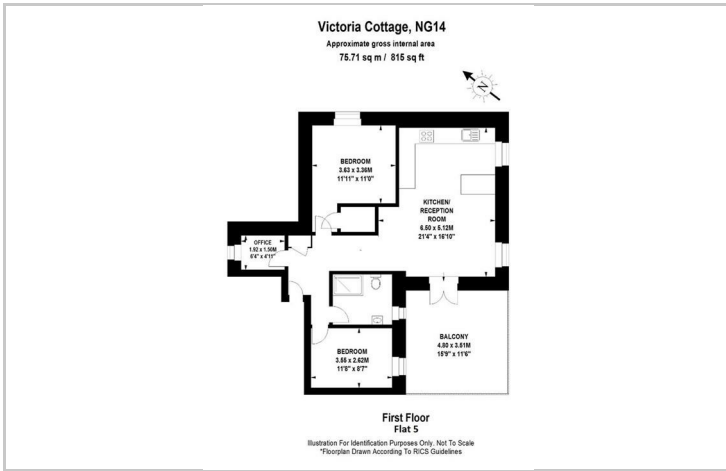 Victoria Cottage, NG14
Approximate gross internal area
75.71 sq m / 815 sq ft
N
BEDROOM
3.63 x 3.36M
11'11" x 11'0"
KITCHEN/
RECEPTION
ROOM
6.50 x 5.12M
21'4" x 16'10"
OFFICE
1.92 x 1.50M
6'4" x 4'11"
BEDROOM
3.55 x 2.62M
11'8" x 8'7"
BALCONY
4.80 x 3.51M
15'9" x 11'6"
First Floor
Flat 5
Illustration For Identification Purposes Only. Not To Scale
*Floorplan Drawn According To RICS Guidelines